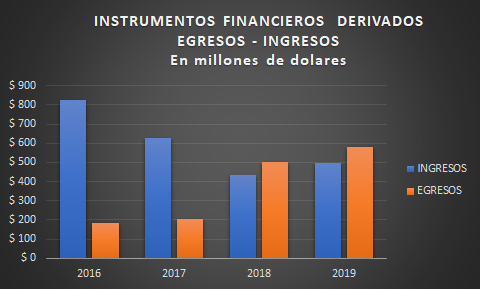 INSTRUMENTOS FINANCIEROS DERIVADOS
EGRESOS - INGRESOS
En millones de dolares
$ 900
$ 800
$ 700
$ 600
$ 500
$ 400
$ 300
$ 200
$ 100
$ 0
2016 2017 2018 2019
INGRESOS
EGRESOS